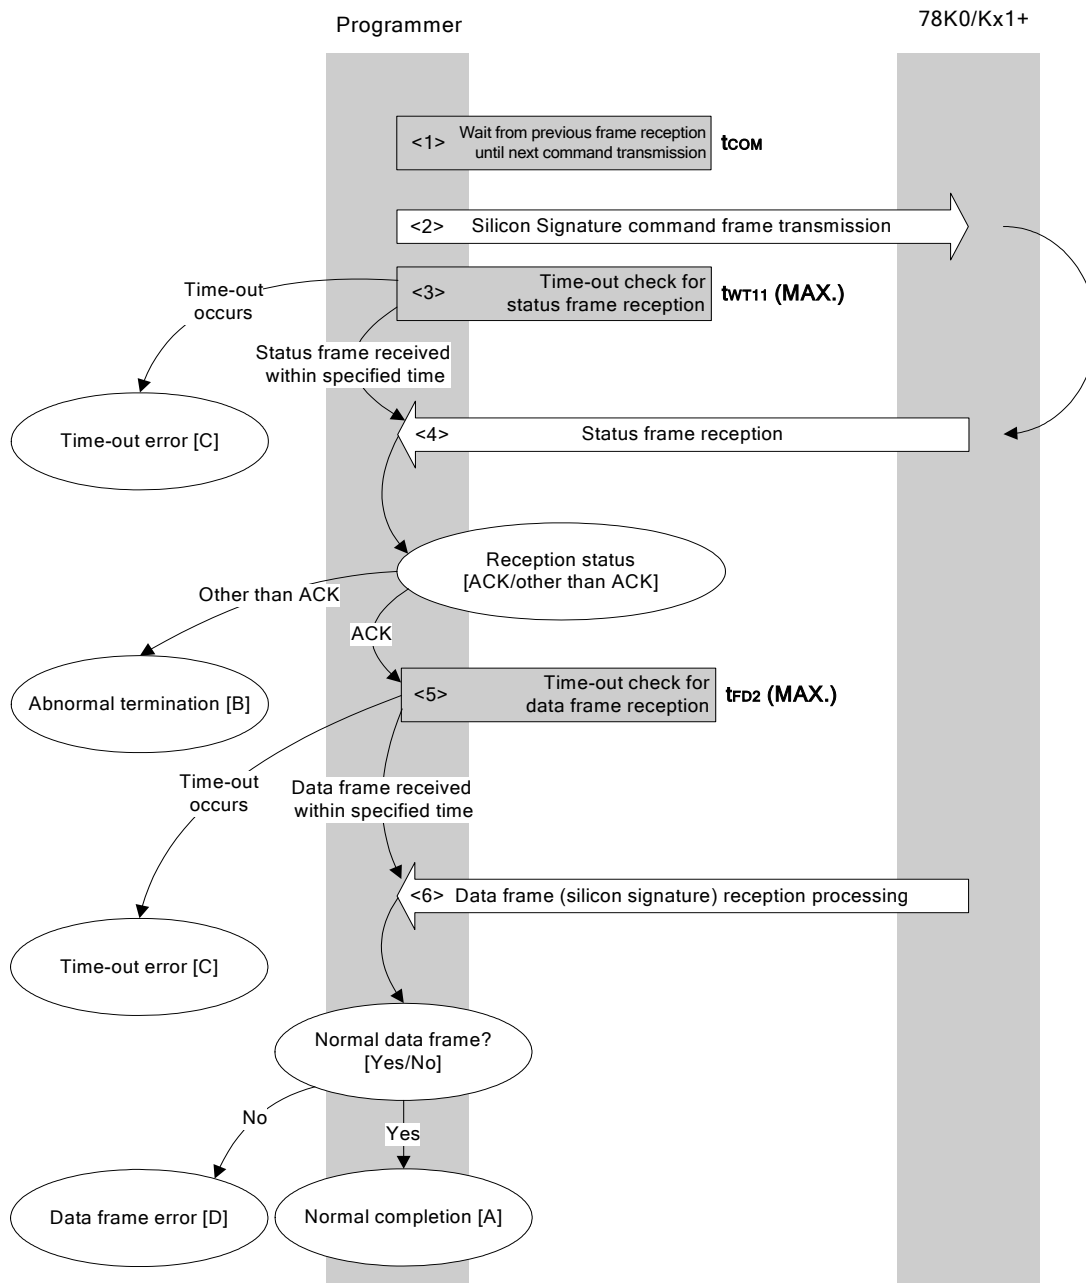 Programmer
78K0/Kx1+
<1> Wait from previous frame reception
until next command transmission
tCOM
<2> Silicon Signature command frame transmission
Time-out
occurs
<3> Time-out check for
status frame reception
tWT11 (MAX.)
Status frame received
within specified time
Time-out error [C]
<4> Status frame reception
Reception status
[ACK/other than ACK]
Other than ACK
ACK
Abnormal termination [B]
<5> Time-out check for
data frame reception
tFD2 (MAX.)
Time-out
occurs
Data frame received
within specified time
<6> Data frame (silicon signature) reception processing
Time-out error [C]
Normal data frame?
[Yes/No]
No
Yes
Data frame error [D]
Normal completion [A]